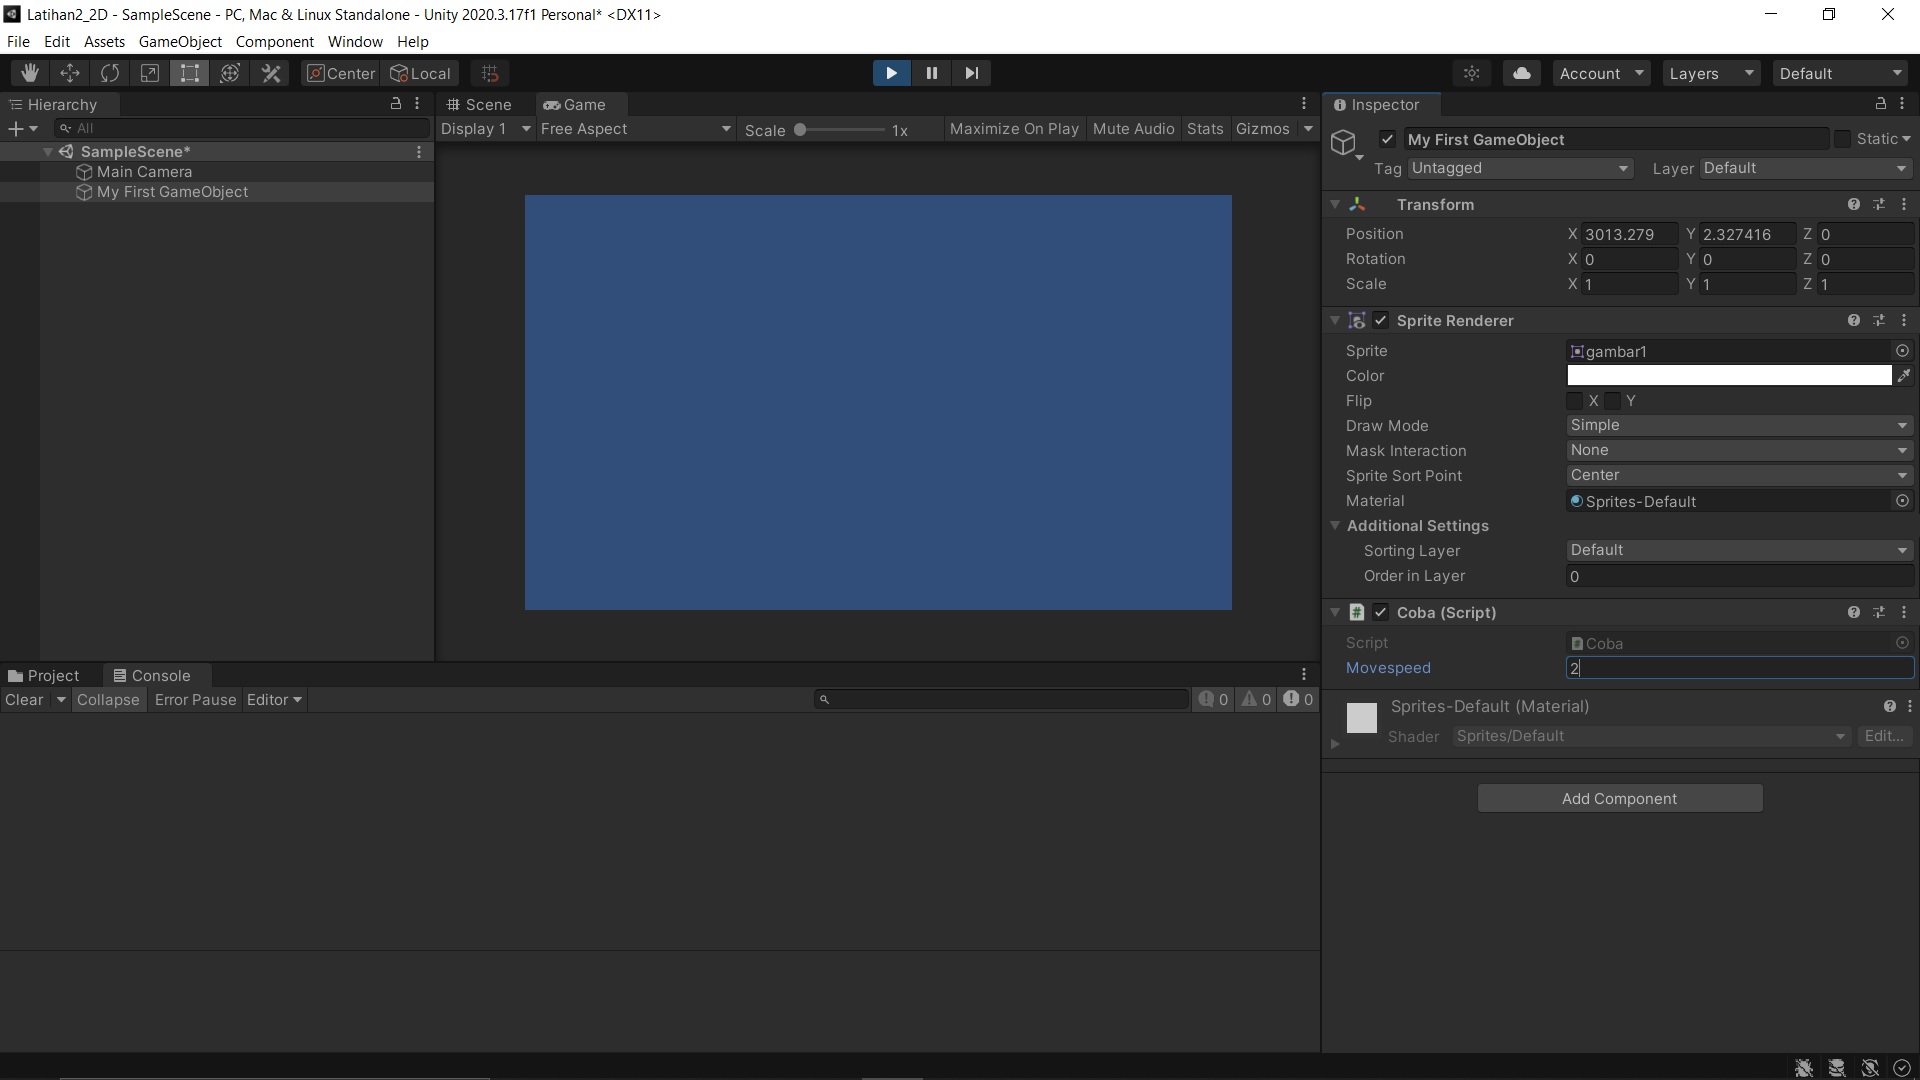 Latihan2_2D - SampleScene - PC, Mac & Linux Standalone - Unity 2020.3.17f1 Personal* <DX11>
File Edit Assets GameObject Component Window Help
Center Local Account Layers Default
Hierarchy
All
SampleScene*
Main Camera
My First GameObject
Scene Game
Display 1 Free Aspect Scale 1x Maximize On Play Mute Audio Stats Gizmos
Inspector
My First GameObject Static
Tag Untagged Layer Default
Transform
Position X 3013.279 Y 2.327416 Z 0
Rotation X 0 Y 0 Z 0
Scale X 1 Y 1 Z 1
Sprite Renderer
Sprite gambar1
Color
Flip X Y
Draw Mode Simple
Mask Interaction None
Sprite Sort Point Center
Material Sprites-Default
Additional Settings
Sorting Layer Default
Order in Layer 0
Coba (Script)
Script Coba
Movespeed 2
Sprites-Default (Material)
Shader Sprites/Default Edit...
Add Component
Project Console
Clear Collapse Error Pause Editor 0 0 0